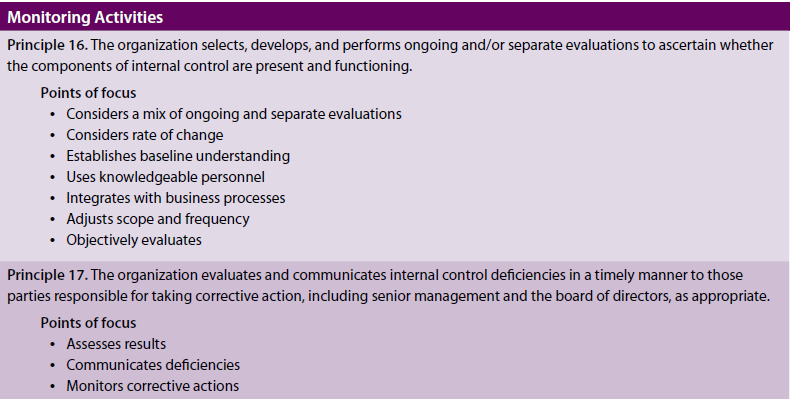 Monitoring Activities
Principle 16. The organization selects, develops, and performs ongoing and/or separate evaluations to ascertain whether
the components of internal control are present and functioning.
Points of focus
• Considers a mix of ongoing and separate evaluations
• Considers rate of change
• Establishes baseline understanding
• Uses knowledgeable personnel
• Integrates with business processes
• Adjusts scope and frequency
• Objectively evaluates
Principle 17. The organization evaluates and communicates internal control deficiencies in a timely manner to those
parties responsible for taking corrective action, including senior management and the board of directors, as appropriate.
Points of focus
• Assesses results
• Communicates deficiencies
• Monitors corrective actions